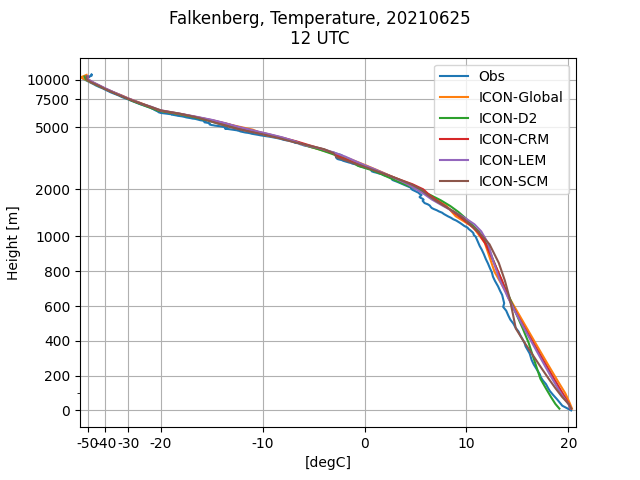 Falkenberg, Temperature, 20210625
12 UTC
Obs
ICON-Global
ICON-D2
ICON-CRM
ICON-LEM
ICON-SCM
10000
7500
5000
2000
1000
800
600
400
200
0
Height [m]
-50 -40 -30 -20 -10 0 10 20
[degC]